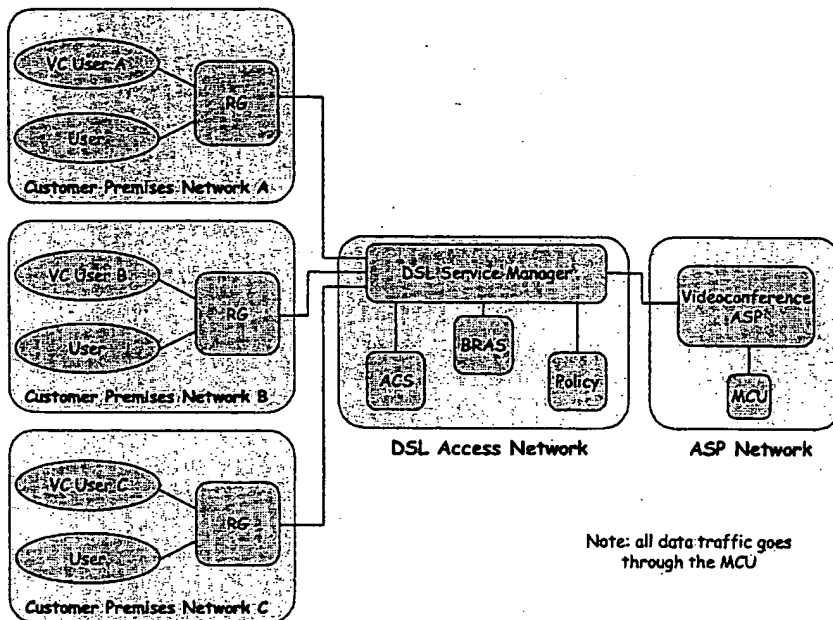 VC User A
RG
User
Customer Premises Network A
VC User B
RG
User
Customer Premises Network B
VC User C
RG
User
Customer Premises Network C
DSL Service Manager
ACS
BRAS
Policy
DSL Access Network
Videoconference
ASP
MCU
ASP Network
Note: all data traffic goes
through the MCU